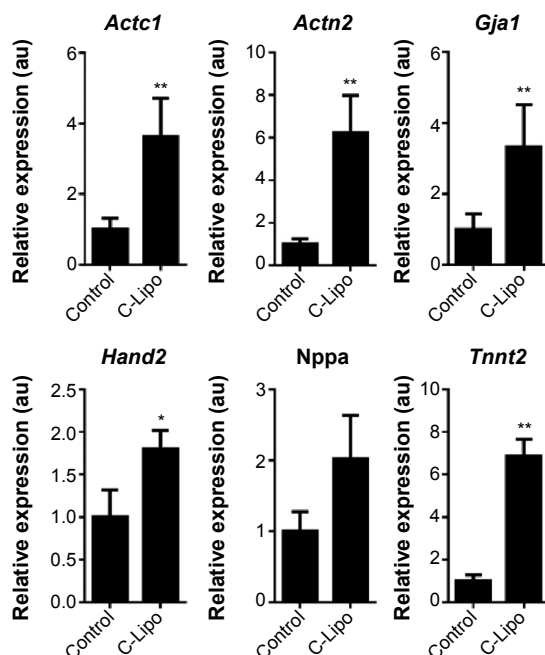 Actc1
Actn2
Gja1
Relative expression (au)
6
4
2
0
**
Control
C-Lipo
Relative expression (au)
10
8
6
4
2
0
**
Control
C-Lipo
Relative expression (au)
6
4
2
0
**
Control
C-Lipo
Hand2
Nppa
Tnnt2
Relative expression (au)
2.5
2.0
1.5
1.0
0.5
0.0
*
Control
C-Lipo
Relative expression (au)
3
2
1
0
Control
C-Lipo
Relative expression (au)
10
8
6
4
2
0
**
Control
C-Lipo